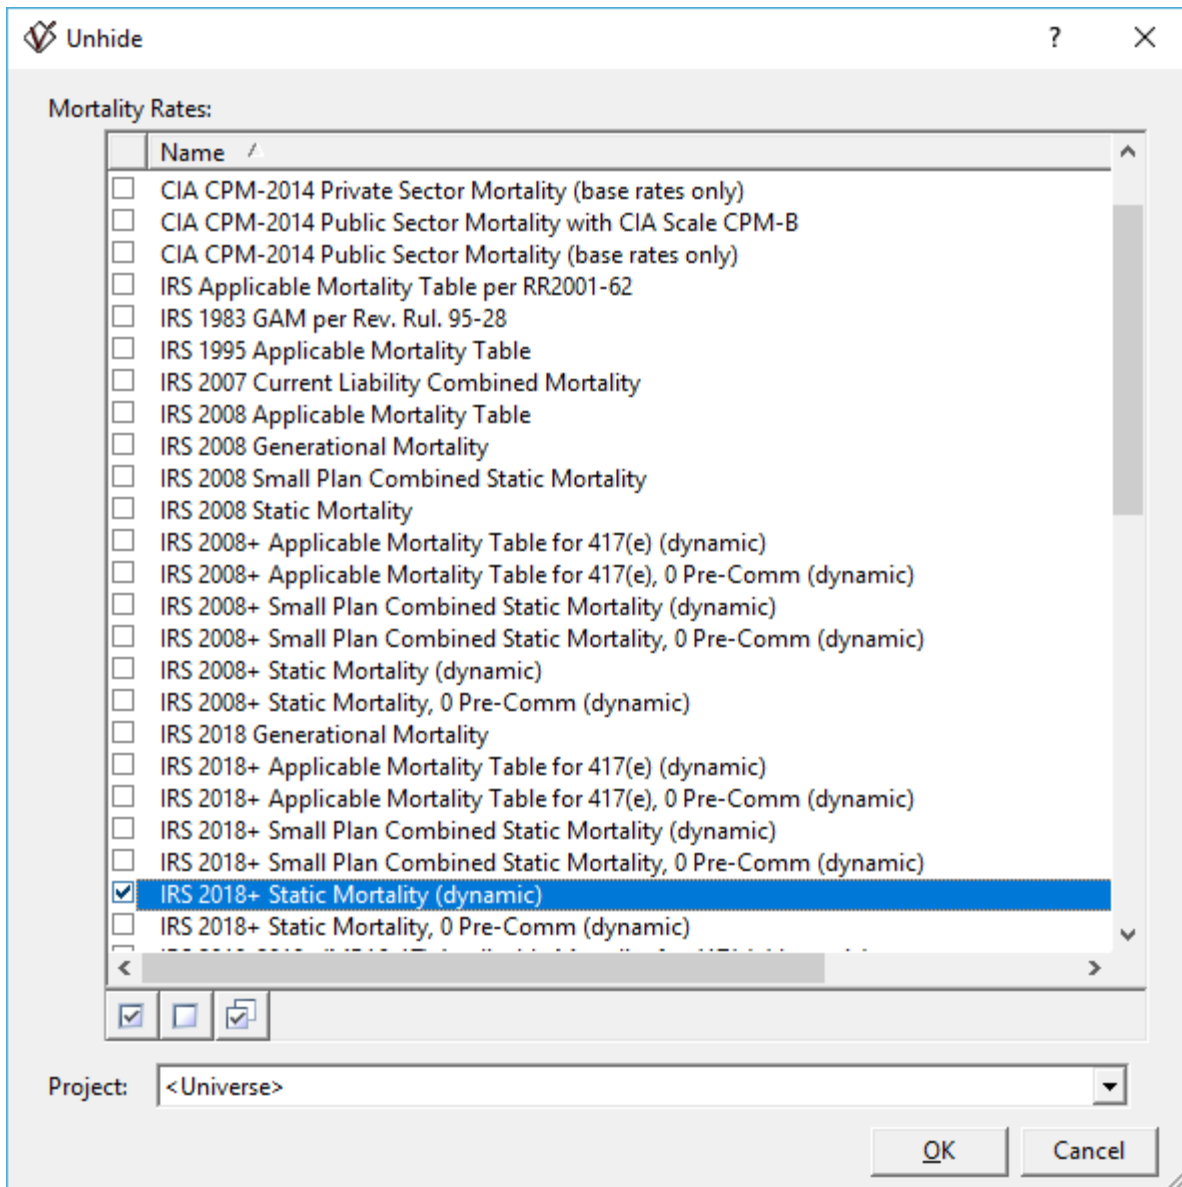 Unhide
Mortality Rates:
Name
CIA CPM-2014 Private Sector Mortality (base rates only)
CIA CPM-2014 Public Sector Mortality with CIA Scale CPM-B
CIA CPM-2014 Public Sector Mortality (base rates only)
IRS Applicable Mortality Table per RR2001-62
IRS 1983 GAM per Rev. Rul. 95-28
IRS 1995 Applicable Mortality Table
IRS 2007 Current Liability Combined Mortality
IRS 2008 Applicable Mortality Table
IRS 2008 Generational Mortality
IRS 2008 Small Plan Combined Static Mortality
IRS 2008 Static Mortality
IRS 2008+ Applicable Mortality Table for 417(e) (dynamic)
IRS 2008+ Applicable Mortality Table for 417(e), 0 Pre-Comm (dynamic)
IRS 2008+ Small Plan Combined Static Mortality (dynamic)
IRS 2008+ Small Plan Combined Static Mortality, 0 Pre-Comm (dynamic)
IRS 2008+ Static Mortality (dynamic)
IRS 2008+ Static Mortality, 0 Pre-Comm (dynamic)
IRS 2018 Generational Mortality
IRS 2018+ Applicable Mortality Table for 417(e) (dynamic)
IRS 2018+ Applicable Mortality Table for 417(e), 0 Pre-Comm (dynamic)
IRS 2018+ Small Plan Combined Static Mortality (dynamic)
IRS 2018+ Small Plan Combined Static Mortality, 0 Pre-Comm (dynamic)
IRS 2018+ Static Mortality (dynamic)
IRS 2018+ Static Mortality, 0 Pre-Comm (dynamic)
Project: <Universe>
OK Cancel